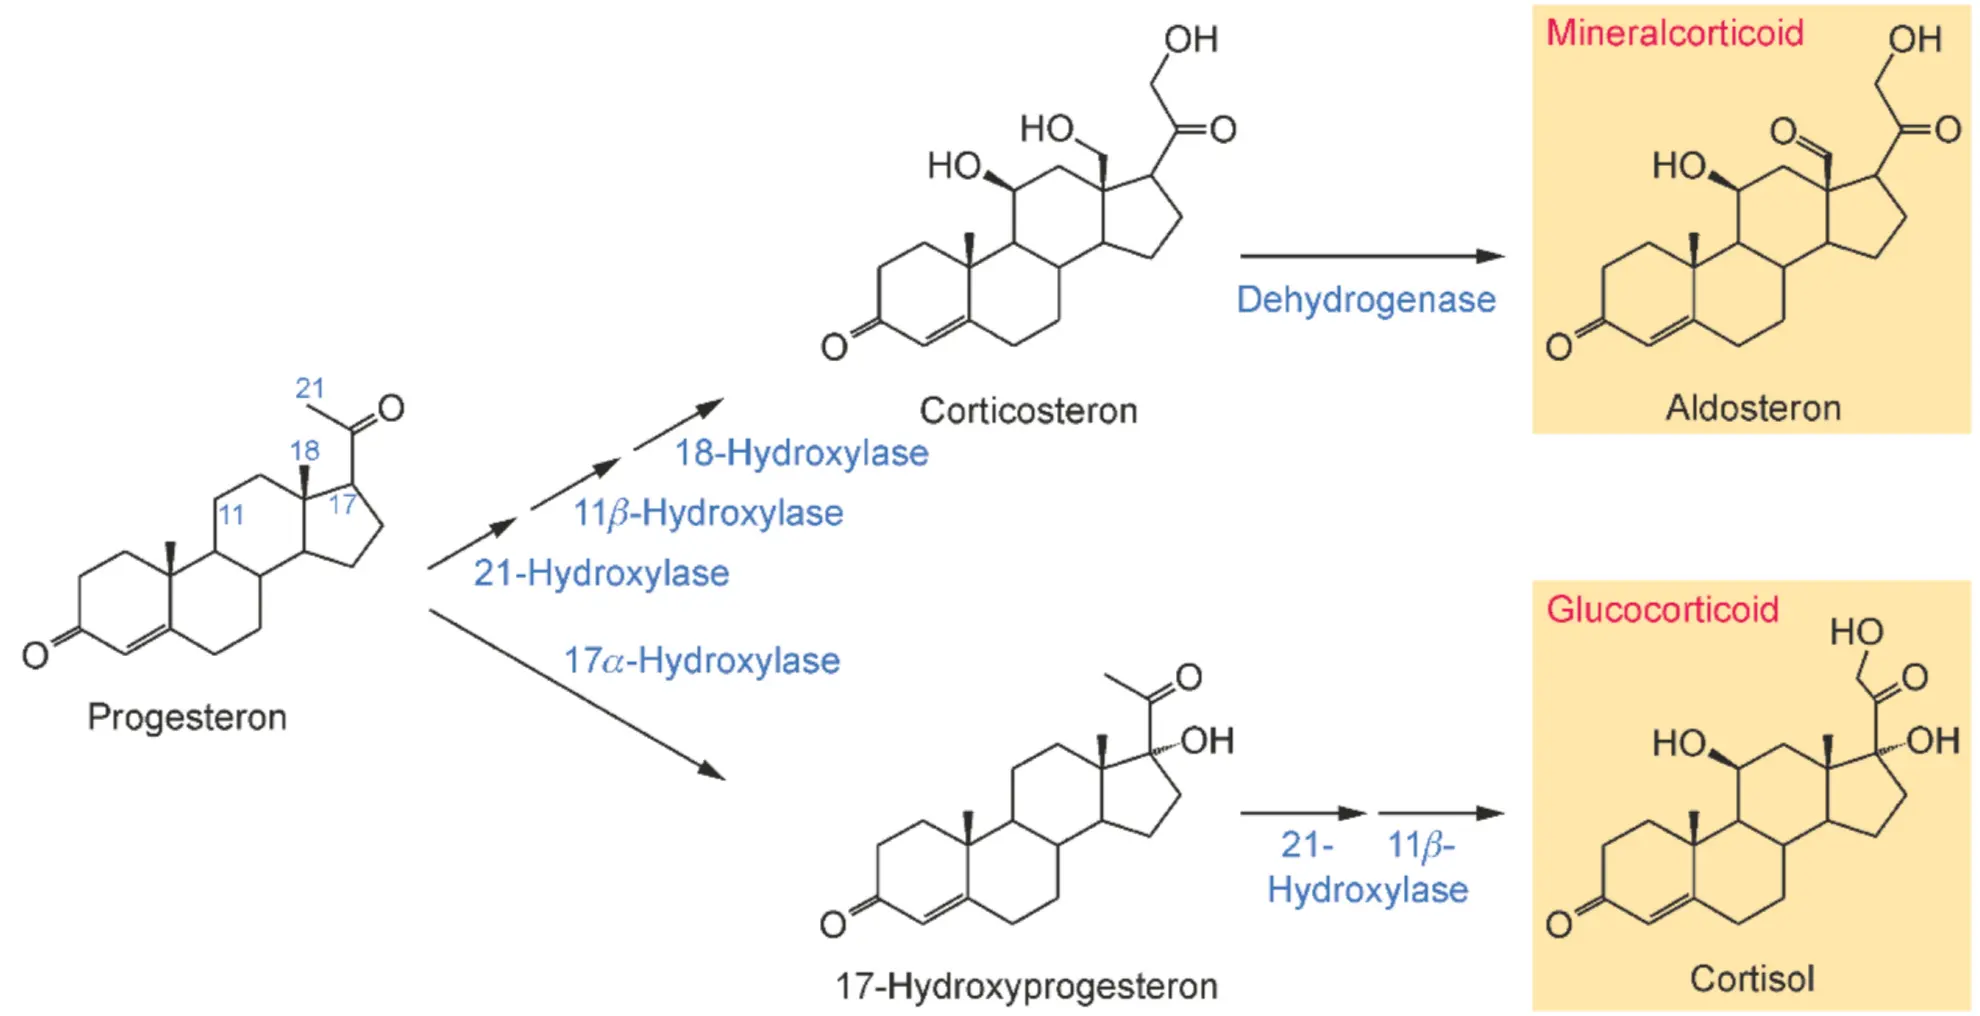 Mineralcorticoid
OH
HO
O
HO
O
Corticosteron
Dehydrogenase
OH
O
O
HO
O
Aldosteron
21
O
18
11
17
O
Progesteron
18-Hydroxylase
11β-Hydroxylase
21-Hydroxylase
17α-Hydroxylase
O
OH
O
17-Hydroxyprogesteron
21-
11β-
Hydroxylase
Glucocorticoid
HO
O
HO
OH
O
Cortisol